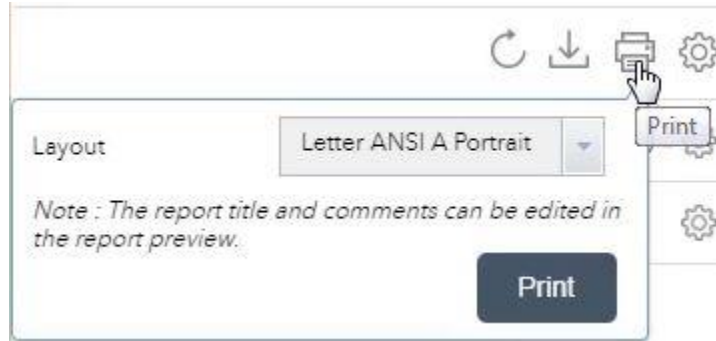 Print
Layout
Letter ANSI A Portrait
Note : The report title and comments can be edited in
the report preview.
Print